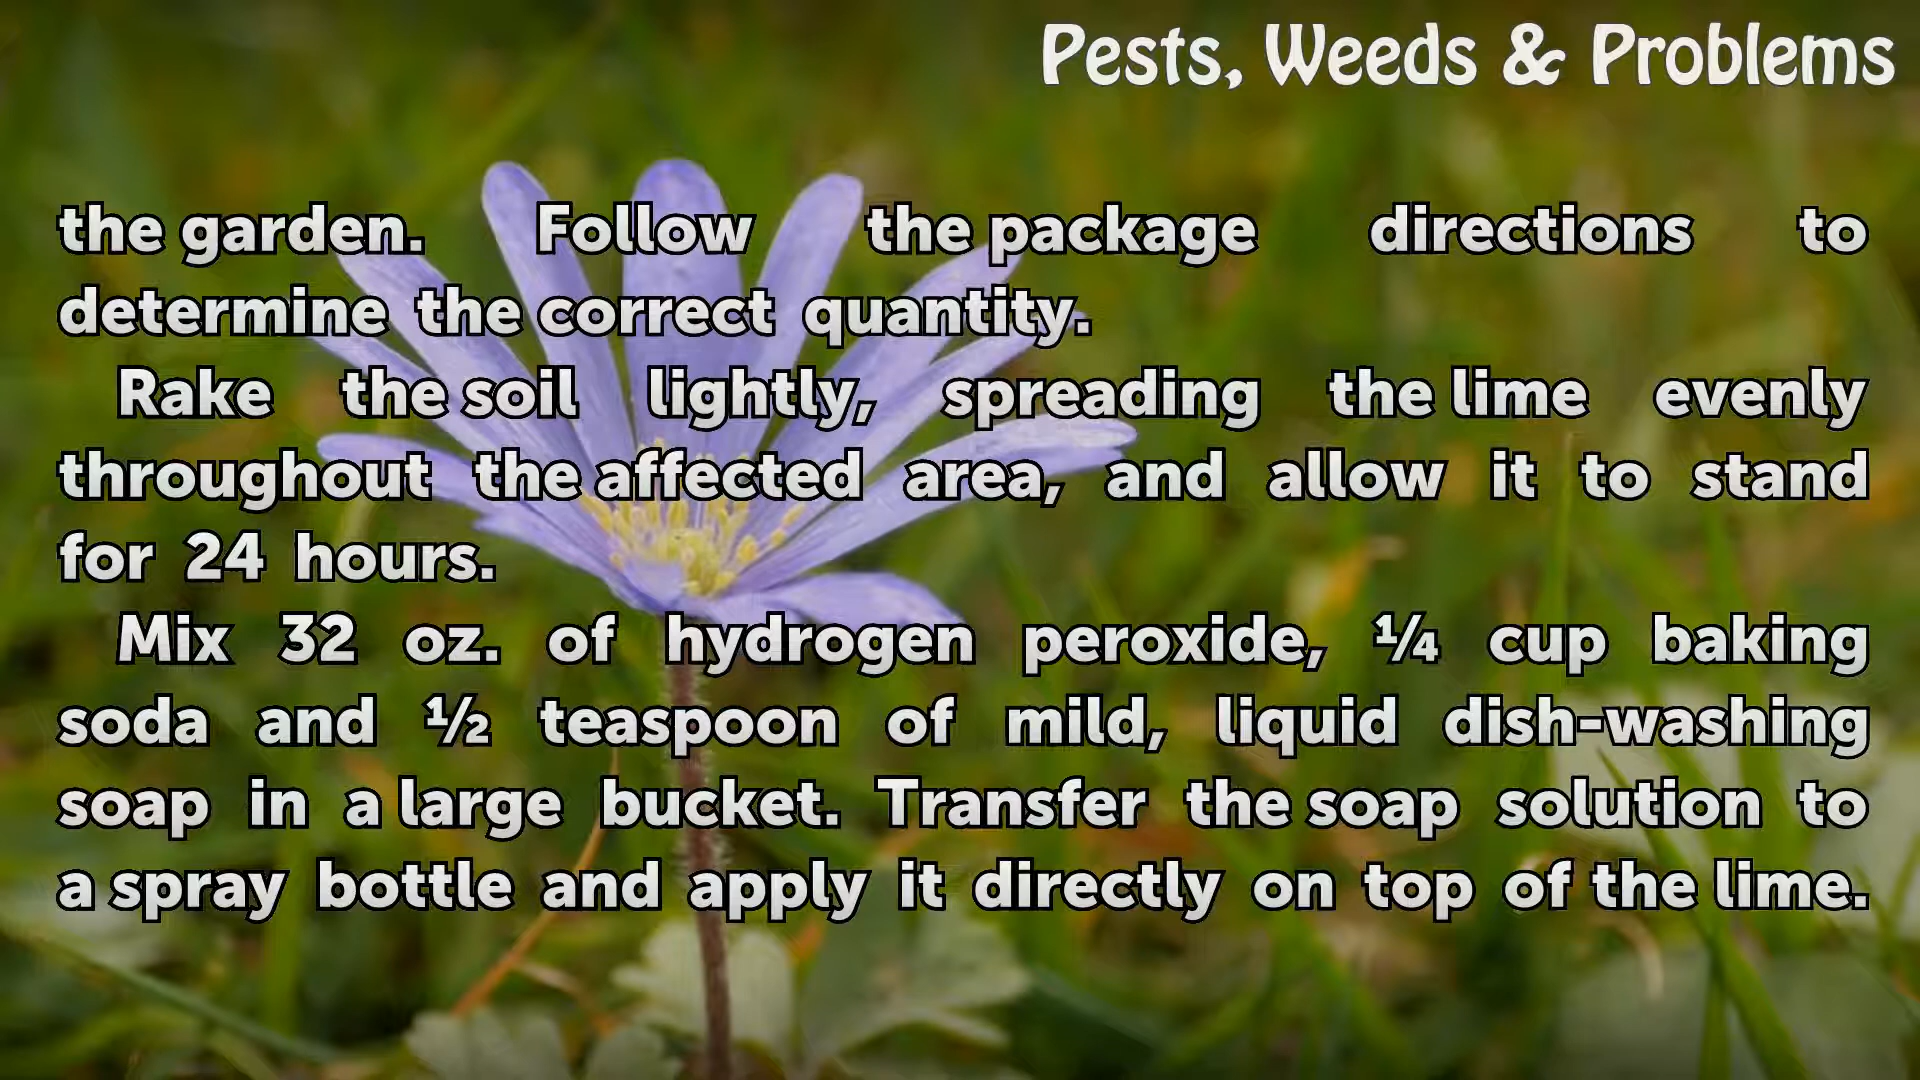 Pests, Weeds & Problems
the garden. Follow the package directions to
determine the correct quantity.
Rake the soil lightly, spreading the lime evenly
throughout the affected area, and allow it to stand
for 24 hours.
Mix 32 oz. of hydrogen peroxide, ¼ cup baking
soda and ½ teaspoon of mild, liquid dish-washing
soap in a large bucket. Transfer the soap solution to
a spray bottle and apply it directly on top of the lime.